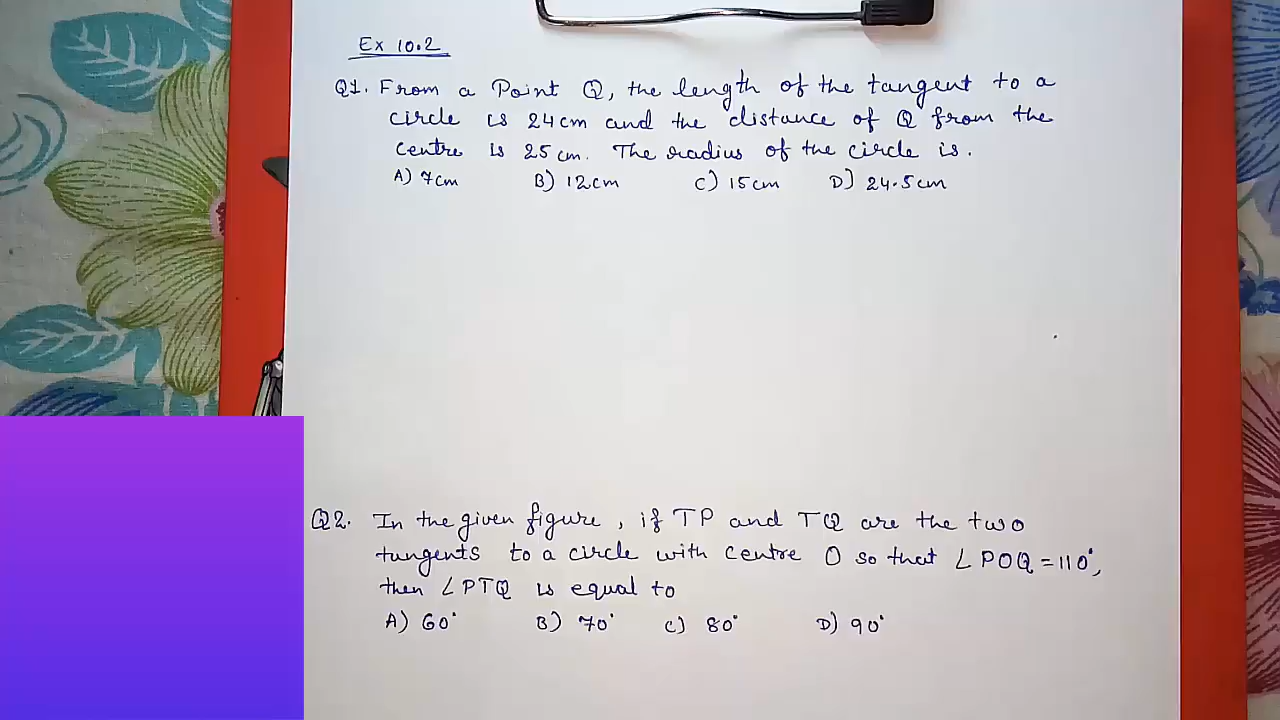 Ex 10.2
Q1. From a Point Q, the length of the tangent to a
circle is 24cm and the distance of Q from the
centre is 25 cm. The radius of the circle is.
A) 7cm B) 12cm C) 15cm D) 24.5cm
Q2. In the given figure, if TP and TQ are the two
tangents to a circle with centre O so that ∠POQ = 110°,
then ∠PTQ is equal to
A) 60° B) 70° C) 80° D) 90°